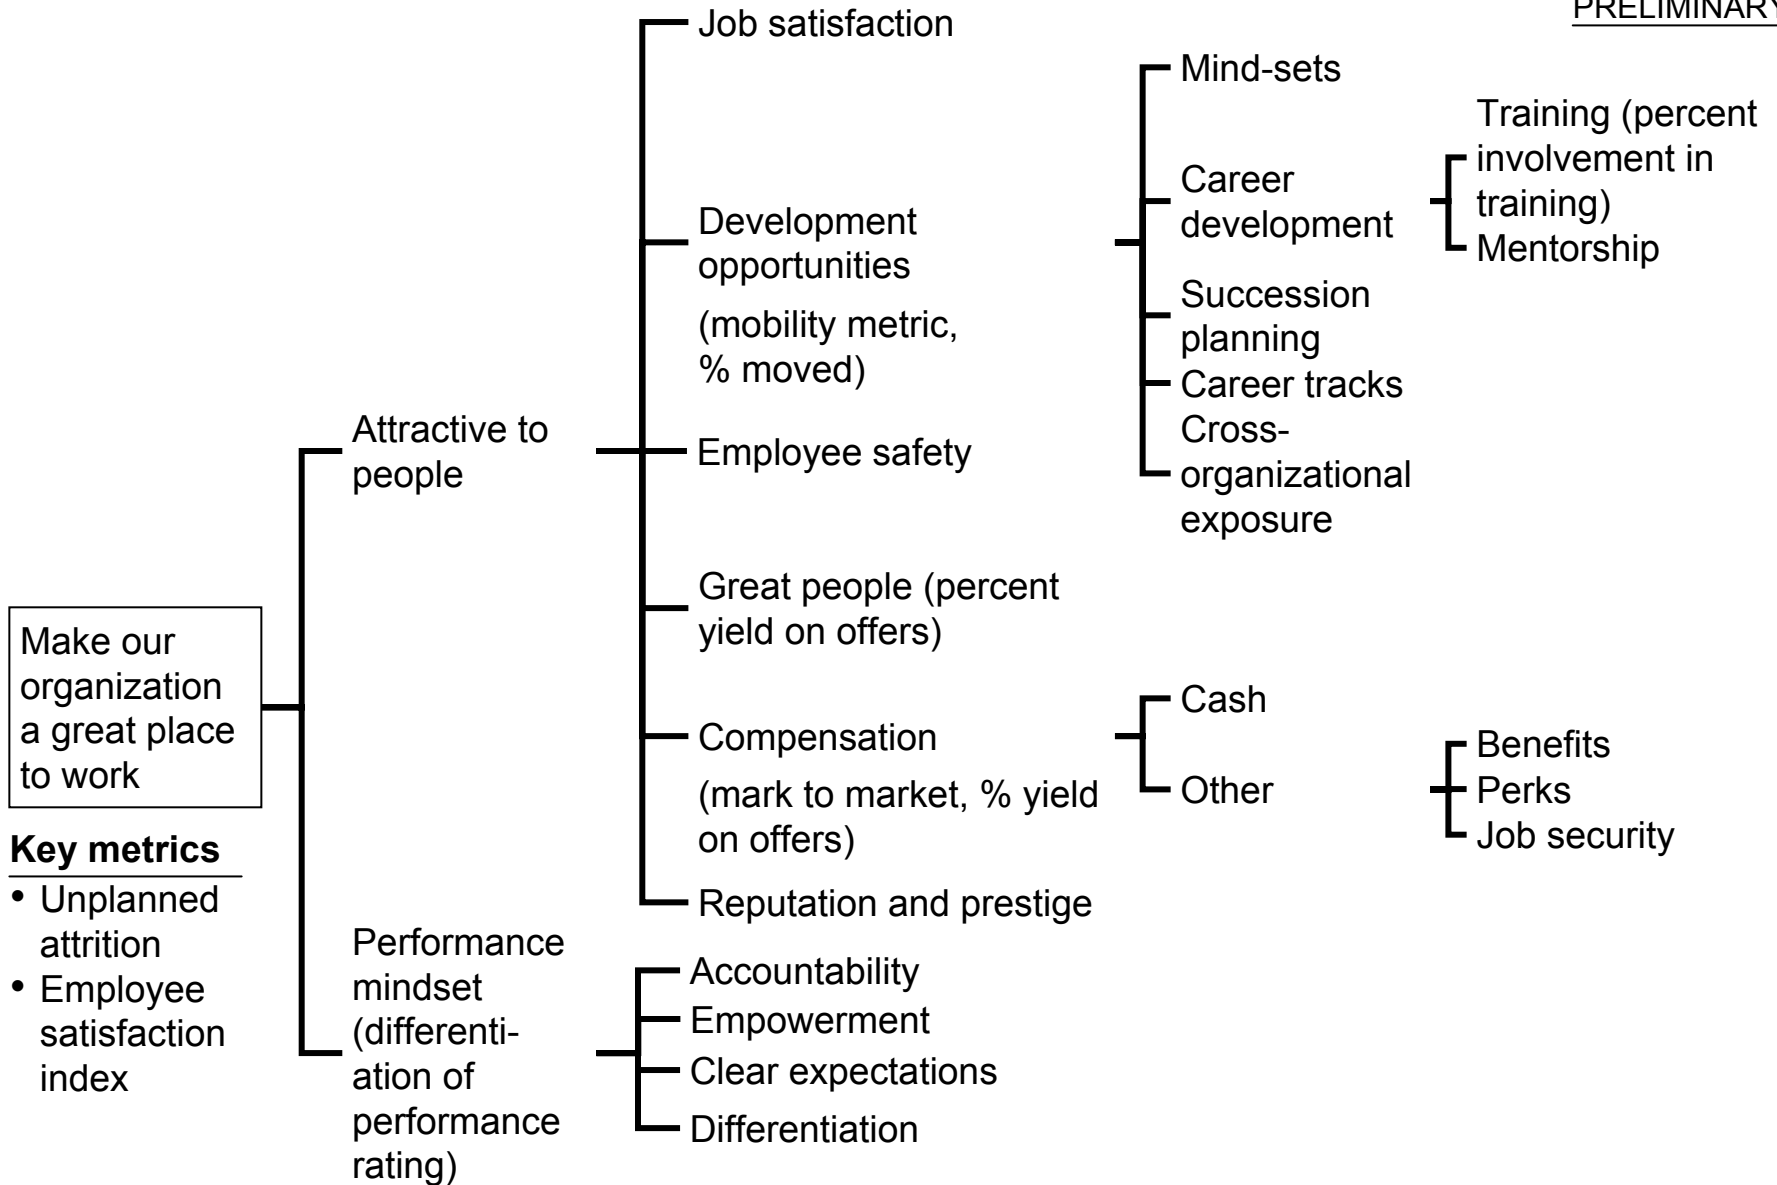 PRELIMINARY
Job satisfaction
Mind-sets
Training (percent
involvement in
training)
Mentorship
Career
development
Development
opportunities
(mobility metric,
% moved)
Succession
planning
Career tracks
Cross-
organizational
exposure
Attractive to
people
Employee safety
Great people (percent
yield on offers)
Make our
organization
a great place
to work
Cash
Compensation
(mark to market, % yield
on offers)
Other
Benefits
Perks
Job security
Key metrics
• Unplanned
attrition
• Employee
satisfaction
index
Reputation and prestige
Performance
mindset
(differenti-
ation of
performance
rating)
Accountability
Empowerment
Clear expectations
Differentiation